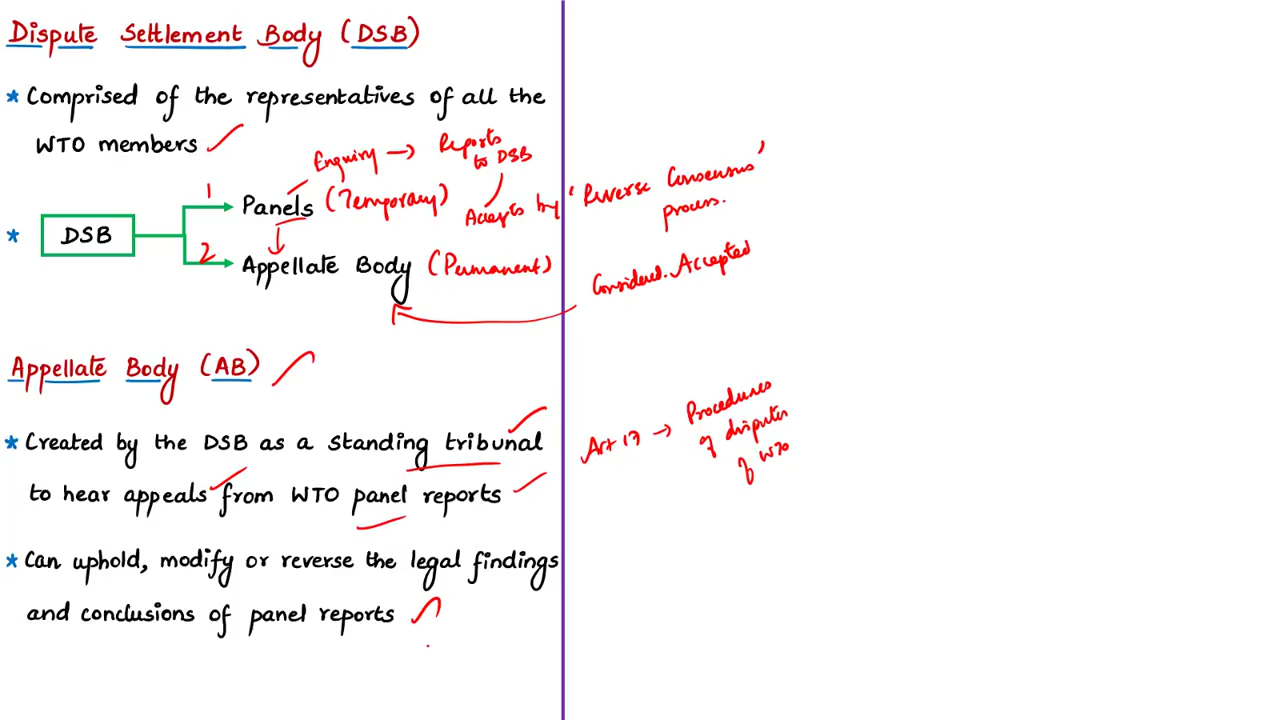 Dispute Settlement Body (DSB)
* Comprised of the representatives of all the
WTO members
Enquiry → Reports
to DSB
1
Panels (Temporary)
Accepts by 'Reverse Consensus'
process.
* DSB
2
Appellate Body (Permanent)
Considered. Accepted
Appellate Body (AB)
* Created by the DSB as a standing tribunal
to hear appeals from WTO panel reports
Art 17 → Procedures
of disputes
of WTO
* Can uphold, modify or reverse the legal findings
and conclusions of panel reports